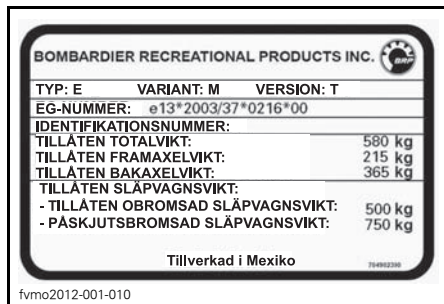 BOMBARDIER RECREATIONAL PRODUCTS INC. BRP
TYP: E VARIANT: M VERSION: T
EG-NUMMER: e13*2003/37*0216*00
IDENTIFIKATIONSNUMMER:
TILLÅTEN TOTALVIKT: 580 kg
TILLÅTEN FRAMAXELVIKT: 215 kg
TILLÅTEN BAKAXELVIKT: 365 kg
TILLÅTEN SLÄPVAGNSVIKT:
- TILLÅTEN OBROMSAD SLÄPVAGNSVIKT: 500 kg
- PÅSKJUTSBROMSAD SLÄPVAGNSVIKT: 750 kg
Tillverkad i Mexiko 704902390
fvmo2012-001-010